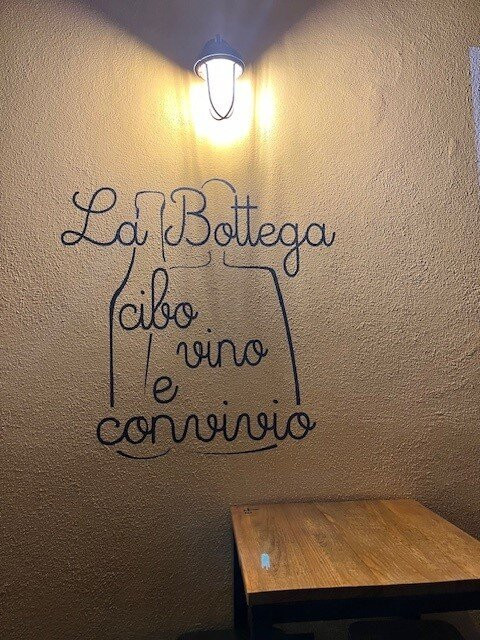 La Bottega
cibo
vino
e
convivio